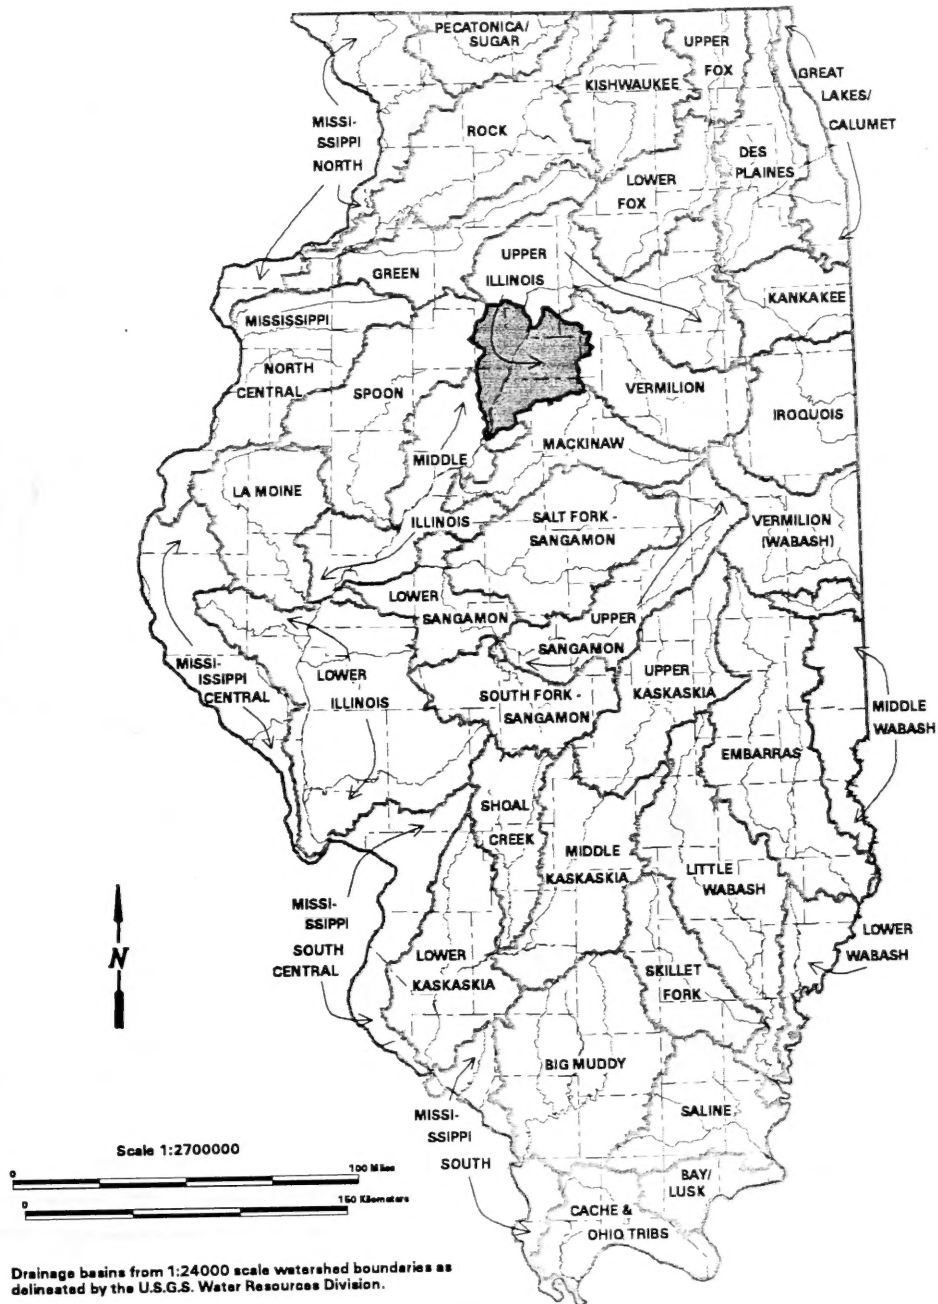 PECATONICA/
SUGAR
UPPER
FOX
GREAT
LAKES/
CALUMET
KISHWAUKEE
MISSI-
SSIPPI
NORTH
ROCK
DES
PLAINES
LOWER
FOX
UPPER
ILLINOIS
GREEN
KANKAKEE
MISSISSIPPI
NORTH
CENTRAL
SPOON
VERMILION
IROQUOIS
MACKINAW
MIDDLE
ILLINOIS
LA MOINE
SALT FORK -
SANGAMON
VERMILION
(WABASH)
LOWER
SANGAMON
UPPER
SANGAMON
MISSI-
SSIPPI
CENTRAL
LOWER
ILLINOIS
SOUTH FORK -
SANGAMON
UPPER
KASKASKIA
MIDDLE
WABASH
EMBARRAS
SHOAL
CREEK
MIDDLE
KASKASKIA
LITTLE
WABASH
MISSI-
SSIPPI
SOUTH
CENTRAL
LOWER
KASKASKIA
SKILLET
FORK
LOWER
WABASH
N
BIG MUDDY
SALINE
MISSI-
SSIPPI
SOUTH
BAY/
LUSK
CACHE &
OHIO TRIBS
Scale 1:2700000
0 100 Miles
0 150 Kilometers
Drainage basins from 1:24000 scale watershed boundaries as
delineated by the U.S.G.S. Water Resources Division.